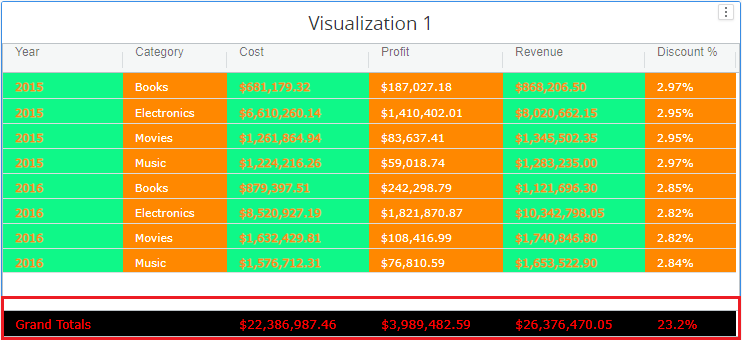 Visualization 1
Year Category Cost Profit Revenue Discount %
2015 Books $681,179.32 $187,027.18 $868,206.50 2.97%
2015 Electronics $6,610,260.14 $1,410,402.01 $8,020,662.15 2.95%
2015 Movies $1,261,864.94 $83,637.41 $1,345,502.35 2.95%
2015 Music $1,224,216.26 $59,018.74 $1,283,235.00 2.97%
2016 Books $879,397.51 $242,298.79 $1,121,696.30 2.85%
2016 Electronics $8,520,927.19 $1,821,870.87 $10,342,798.05 2.82%
2016 Movies $1,632,429.81 $108,416.99 $1,740,846.80 2.82%
2016 Music $1,576,712.31 $76,810.59 $1,653,522.90 2.84%
Grand Totals $22,386,987.46 $3,989,482.59 $26,376,470.05 23.2%